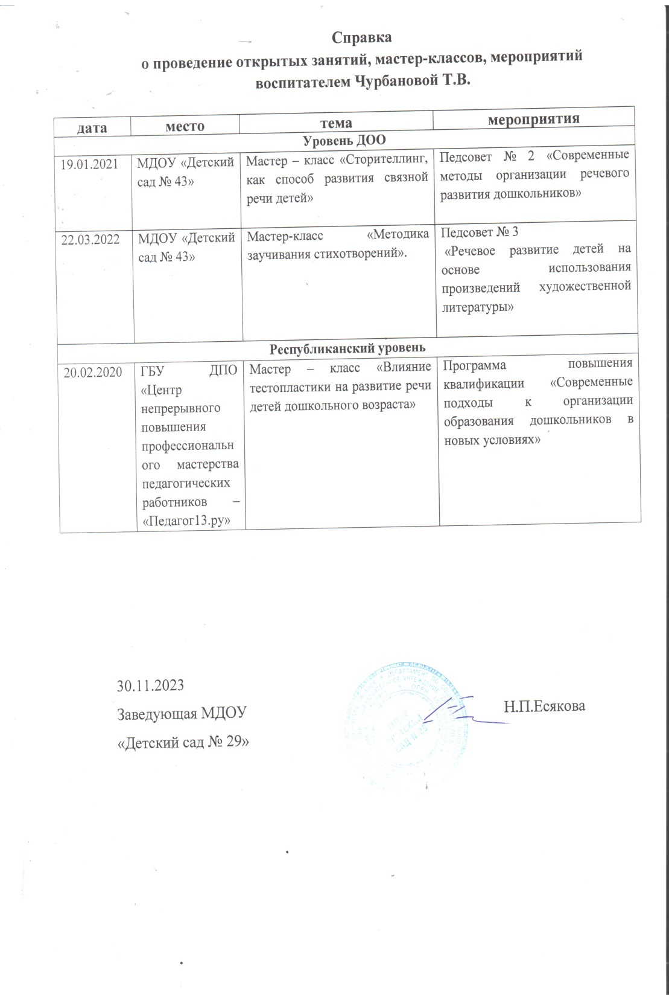 Справка
о проведение открытых занятий, мастер-классов, мероприятий
воспитателем Чурбановой Т.В.
дата место тема мероприятия
Уровень ДОО
19.01.2021
МДОУ «Детский
сад № 43»
Мастер – класс «Сторителлинг,
как способ развития связной
речи детей»
Педсовет № 2 «Современные
методы организации речевого
развития дошкольников»
22.03.2022
МДОУ «Детский
сад № 43»
Мастер-класс «Методика
заучивания стихотворений».
Педсовет № 3
«Речевое развитие детей на
основе использования
произведений художественной
литературы»
Республиканский уровень
20.02.2020
ГБУ ДПО
«Центр
непрерывного
повышения
профессиональн
ого мастерства
педагогических
работников –
«Педагог13.ру»
Мастер – класс «Влияние
тестопластики на развитие речи
детей дошкольного возраста»
Программа повышения
квалификации «Современные
подходы к организации
образования дошкольников в
новых условиях»
30.11.2023
Заведующая МДОУ
«Детский сад № 29»
Н.П.Есякова